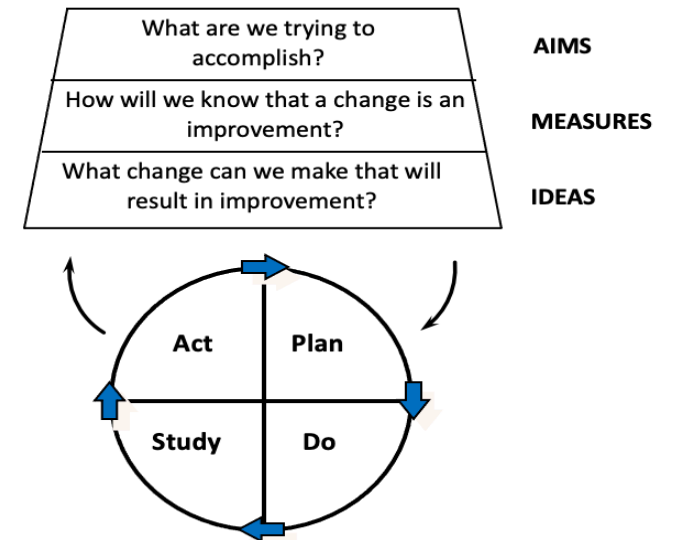 What are we trying to
accomplish?
AIMS
How will we know that a change is an
improvement?
MEASURES
What change can we make that will
result in improvement?
IDEAS
Act
Plan
Study
Do